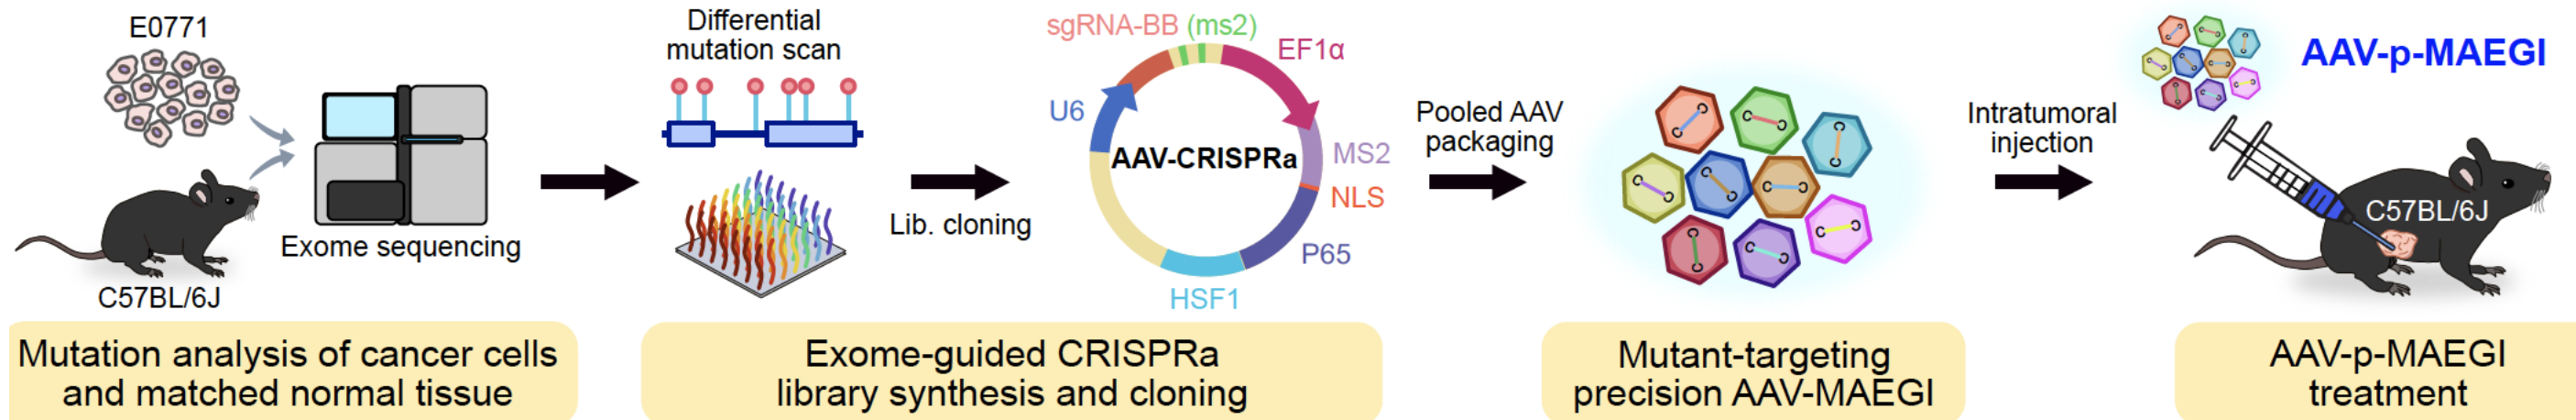 E0771
C57BL/6J
Exome sequencing
Mutation analysis of cancer cells
and matched normal tissue
Differential
mutation scan
Lib. cloning
sgRNA-BB (ms2)
EF1α
U6
AAV-CRISPRa
MS2
NLS
P65
HSF1
Exome-guided CRISPRa
library synthesis and cloning
Pooled AAV
packaging
Mutant-targeting
precision AAV-MAEGI
Intratumoral
injection
AAV-p-MAEGI
C57BL/6J
AAV-p-MAEGI
treatment